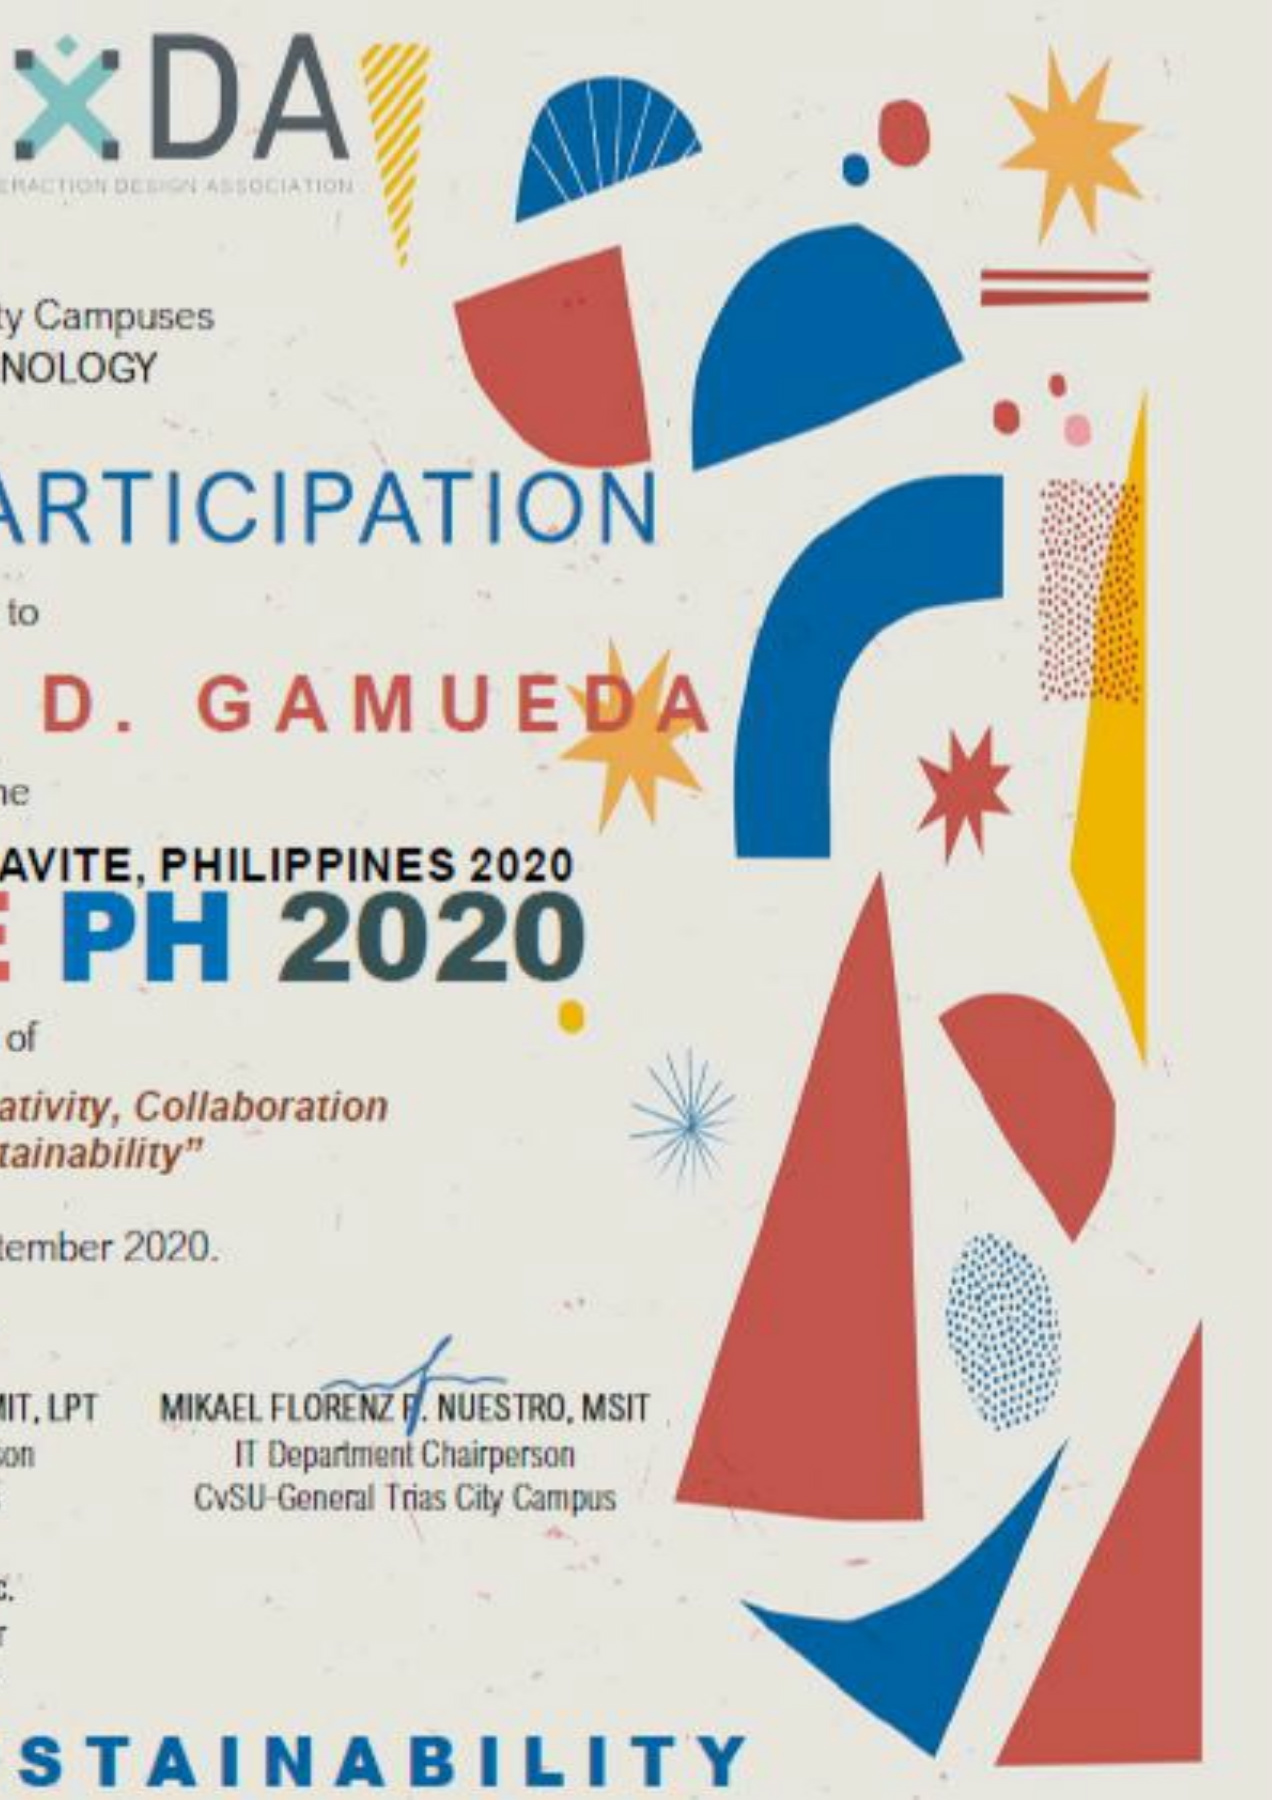 XDA
ERACTION DESIGN ASSOCIATION
ty Campuses
NOLOGY
ARTICIPATION
to
D. GAMUEDA
he
AVITE, PHILIPPINES 2020
E PH 2020
of
ativity, Collaboration
tainability”
tember 2020.
MIT, LPT
MIKAEL FLORENZ P. NUESTRO, MSIT
son
IT Department Chairperson
CvSU-General Trias City Campus
c.
r
STAINABILITY